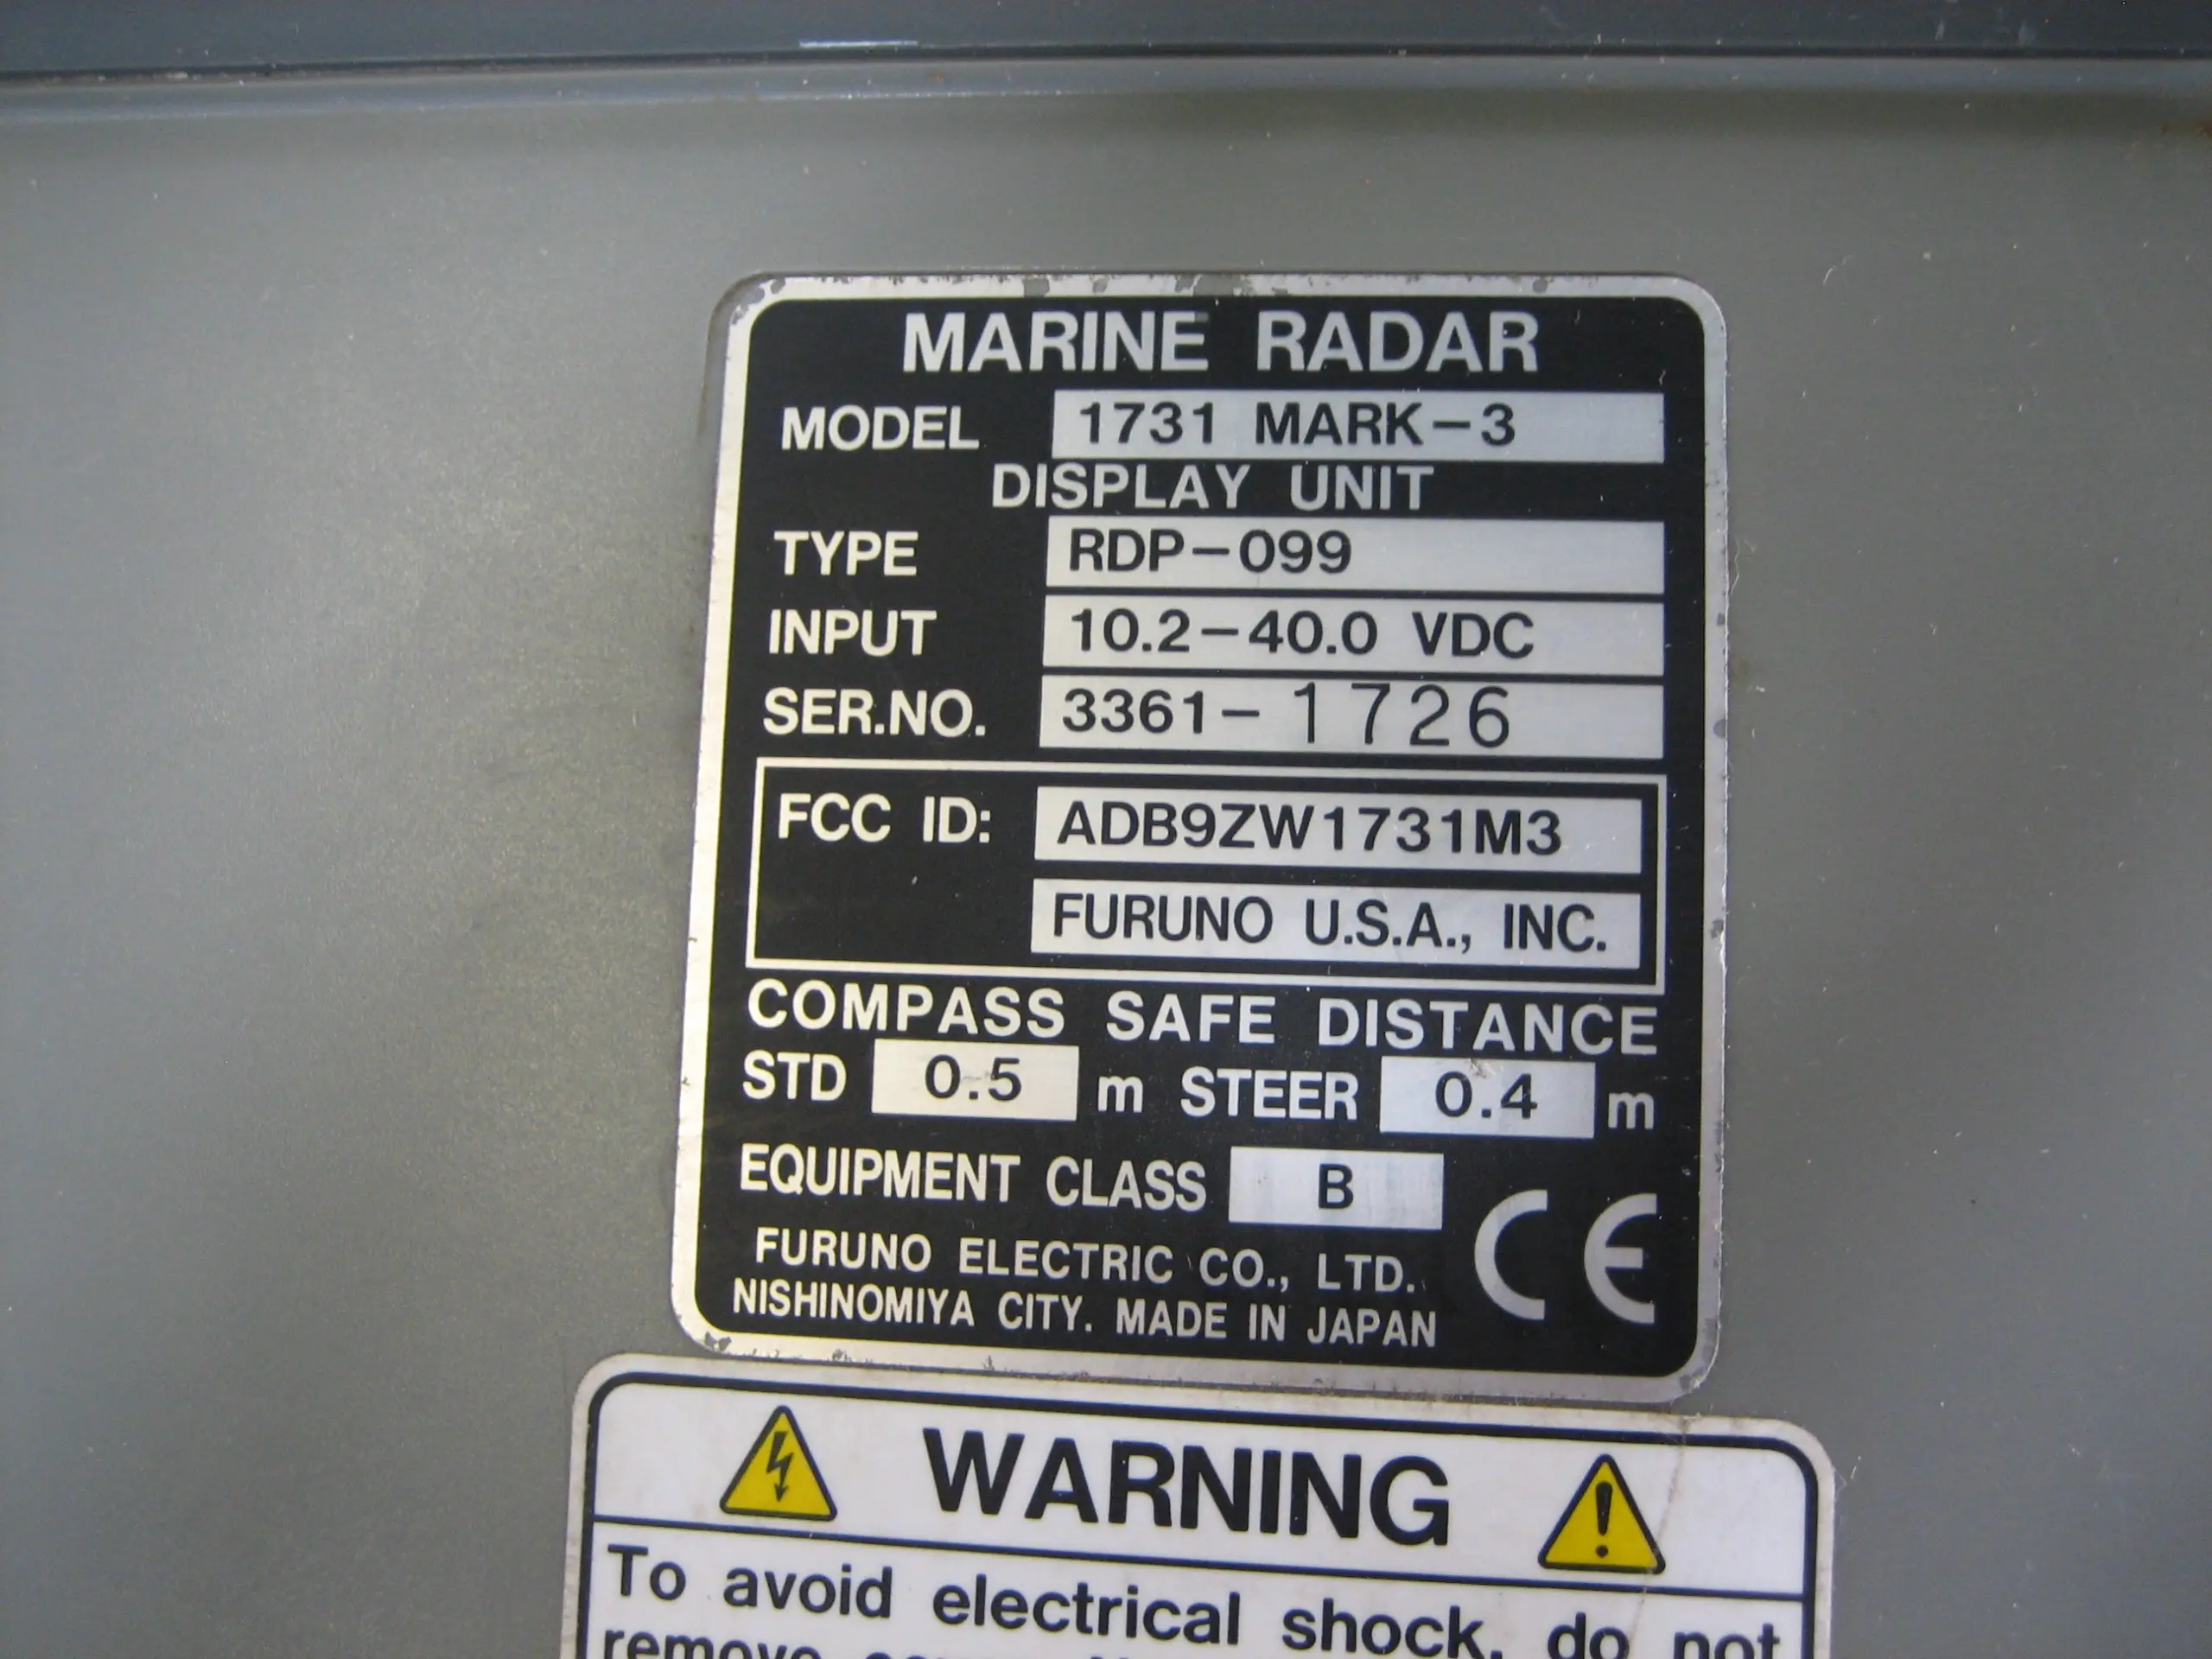 MARINE RADAR
MODEL 1731 MARK-3
DISPLAY UNIT
TYPE RDP-099
INPUT 10.2-40.0 VDC
SER.NO. 3361-1726
FCC ID: ADB9ZW1731M3
FURUNO U.S.A., INC.
COMPASS SAFE DISTANCE
STD 0.5 m STEER 0.4 m
EQUIPMENT CLASS B
FURUNO ELECTRIC CO., LTD.
NISHINOMIYA CITY. MADE IN JAPAN
CE
WARNING
To avoid electrical shock, do not
remove